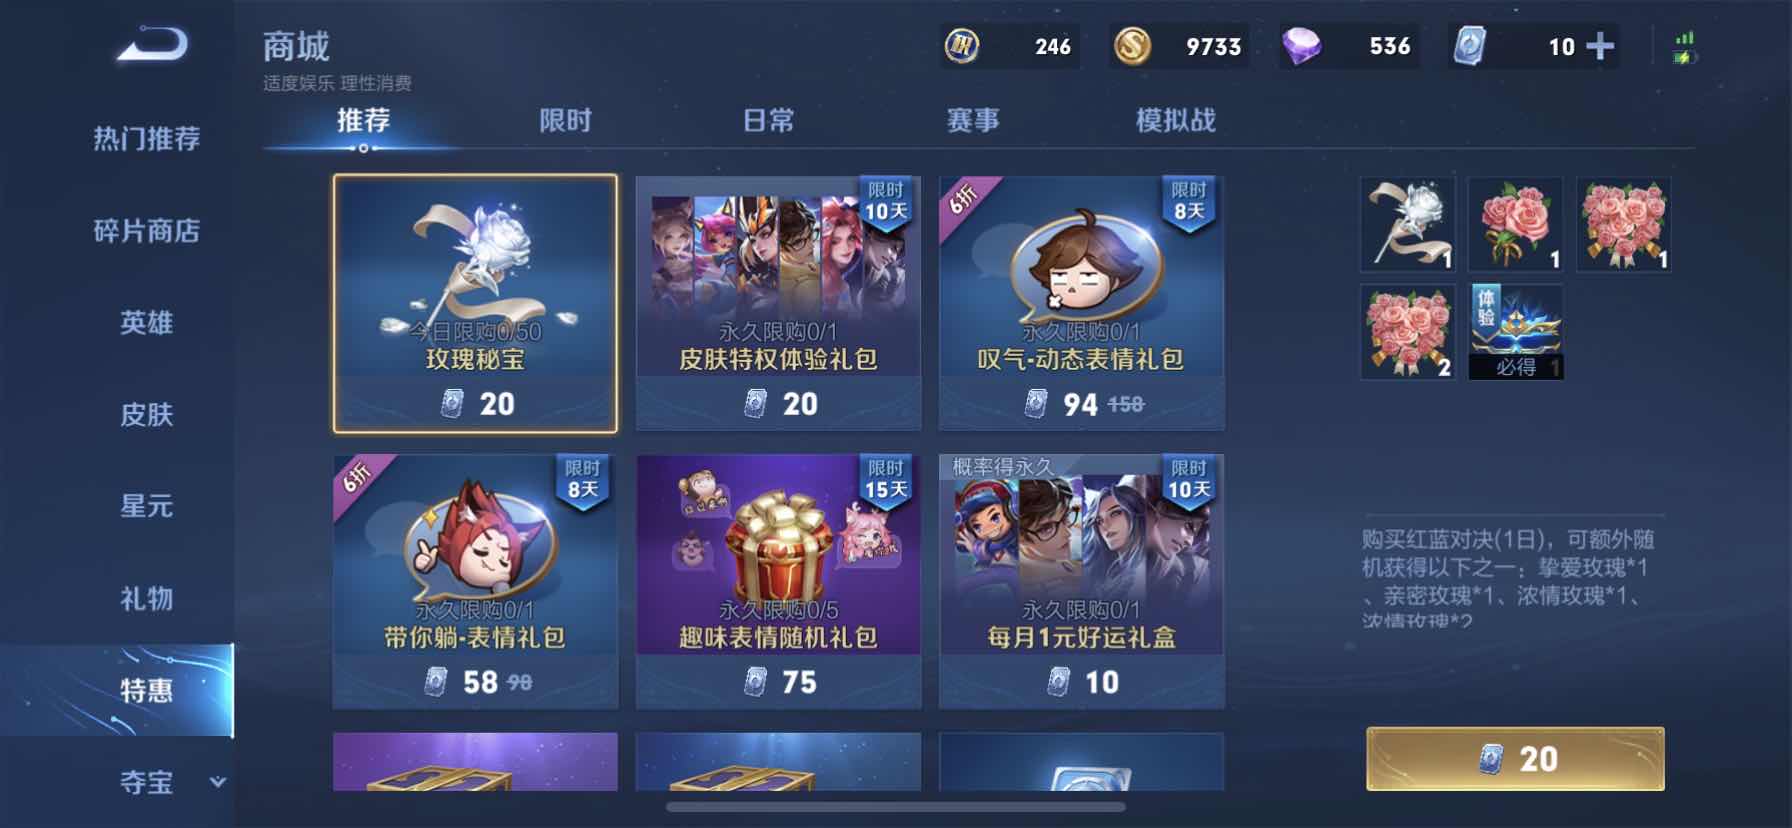 商城
适度娱乐 理性消费
246
9733
536
10
推荐
限时
日常
赛事
模拟战
热门推荐
碎片商店
英雄
皮肤
星元
礼物
特惠
夺宝
今日限购0/50
玫瑰秘宝
20
限时
10天
永久限购0/1
皮肤特权体验礼包
20
6折
限时
8天
永久限购0/1
叹气-动态表情礼包
94 158
6折
限时
8天
永久限购0/1
带你躺-表情礼包
58 98
限时
15天
永久限购0/5
趣味表情随机礼包
75
概率得永久
限时
10天
永久限购0/1
每月1元好运礼盒
10
1
1
1
2
体验
必得 1
购买红蓝对决(1日)，可额外随
机获得以下之一：挚爱玫瑰*1
、亲密玫瑰*1、浓情玫瑰*1、
浓情玫瑰*2
20